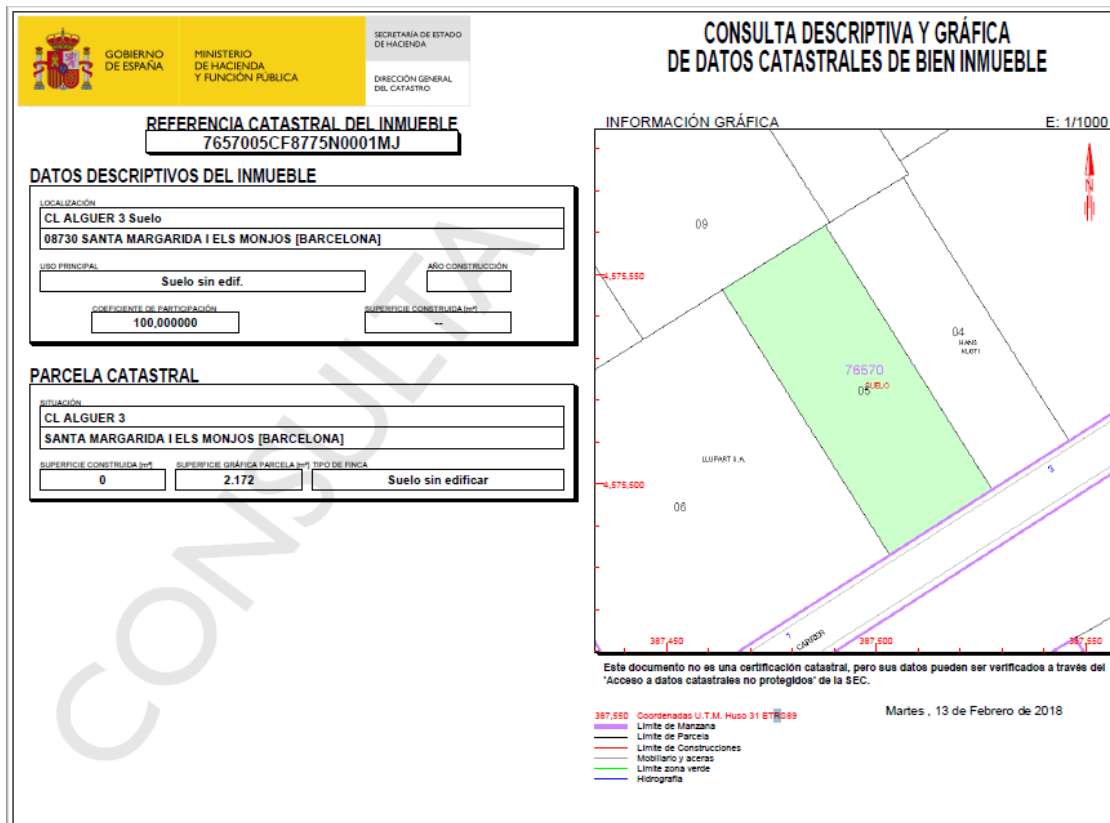 GOBIERNO
DE ESPAÑA
MINISTERIO
DE HACIENDA
Y FUNCIÓN PÚBLICA
SECRETARÍA DE ESTADO
DE HACIENDA
DIRECCIÓN GENERAL
DEL CATASTRO
CONSULTA DESCRIPTIVA Y GRÁFICA
DE DATOS CATASTRALES DE BIEN INMUEBLE
REFERENCIA CATASTRAL DEL INMUEBLE
7657005CF8775N0001MJ
DATOS DESCRIPTIVOS DEL INMUEBLE
LOCALIZACIÓN
CL ALGUER 3 Suelo
08730 SANTA MARGARIDA I ELS MONJOS [BARCELONA]
USO PRINCIPAL
AÑO CONSTRUCCIÓN
Suelo sin edif.
COEFICIENTE DE PARTICIPACIÓN
SUPERFICIE CONSTRUIDA [m²]
100,000000
--
PARCELA CATASTRAL
SITUACIÓN
CL ALGUER 3
SANTA MARGARIDA I ELS MONJOS [BARCELONA]
SUPERFICIE CONSTRUIDA [m²]
SUPERFICIE GRÁFICA PARCELA [m²]
TIPO DE FINCA
0
2.172
Suelo sin edificar
CONSULTA
INFORMACIÓN GRÁFICA
E: 1/1000
N
09
4,575,550
04
HANS
KUOTI
76570
SUELO
05
LLUPART S.A.
4,575,500
06
3
1
CARRER
387,450
387,500
387,550
Este documento no es una certificación catastral, pero sus datos pueden ser verificados a través del
'Acceso a datos catastrales no protegidos' de la SEC.
387,550 Coordenadas U.T.M. Huso 31 ETRS89
Límite de Manzana
Límite de Parcela
Límite de Construcciones
Mobiliario y aceras
Límite zona verde
Hidrografía
Martes , 13 de Febrero de 2018